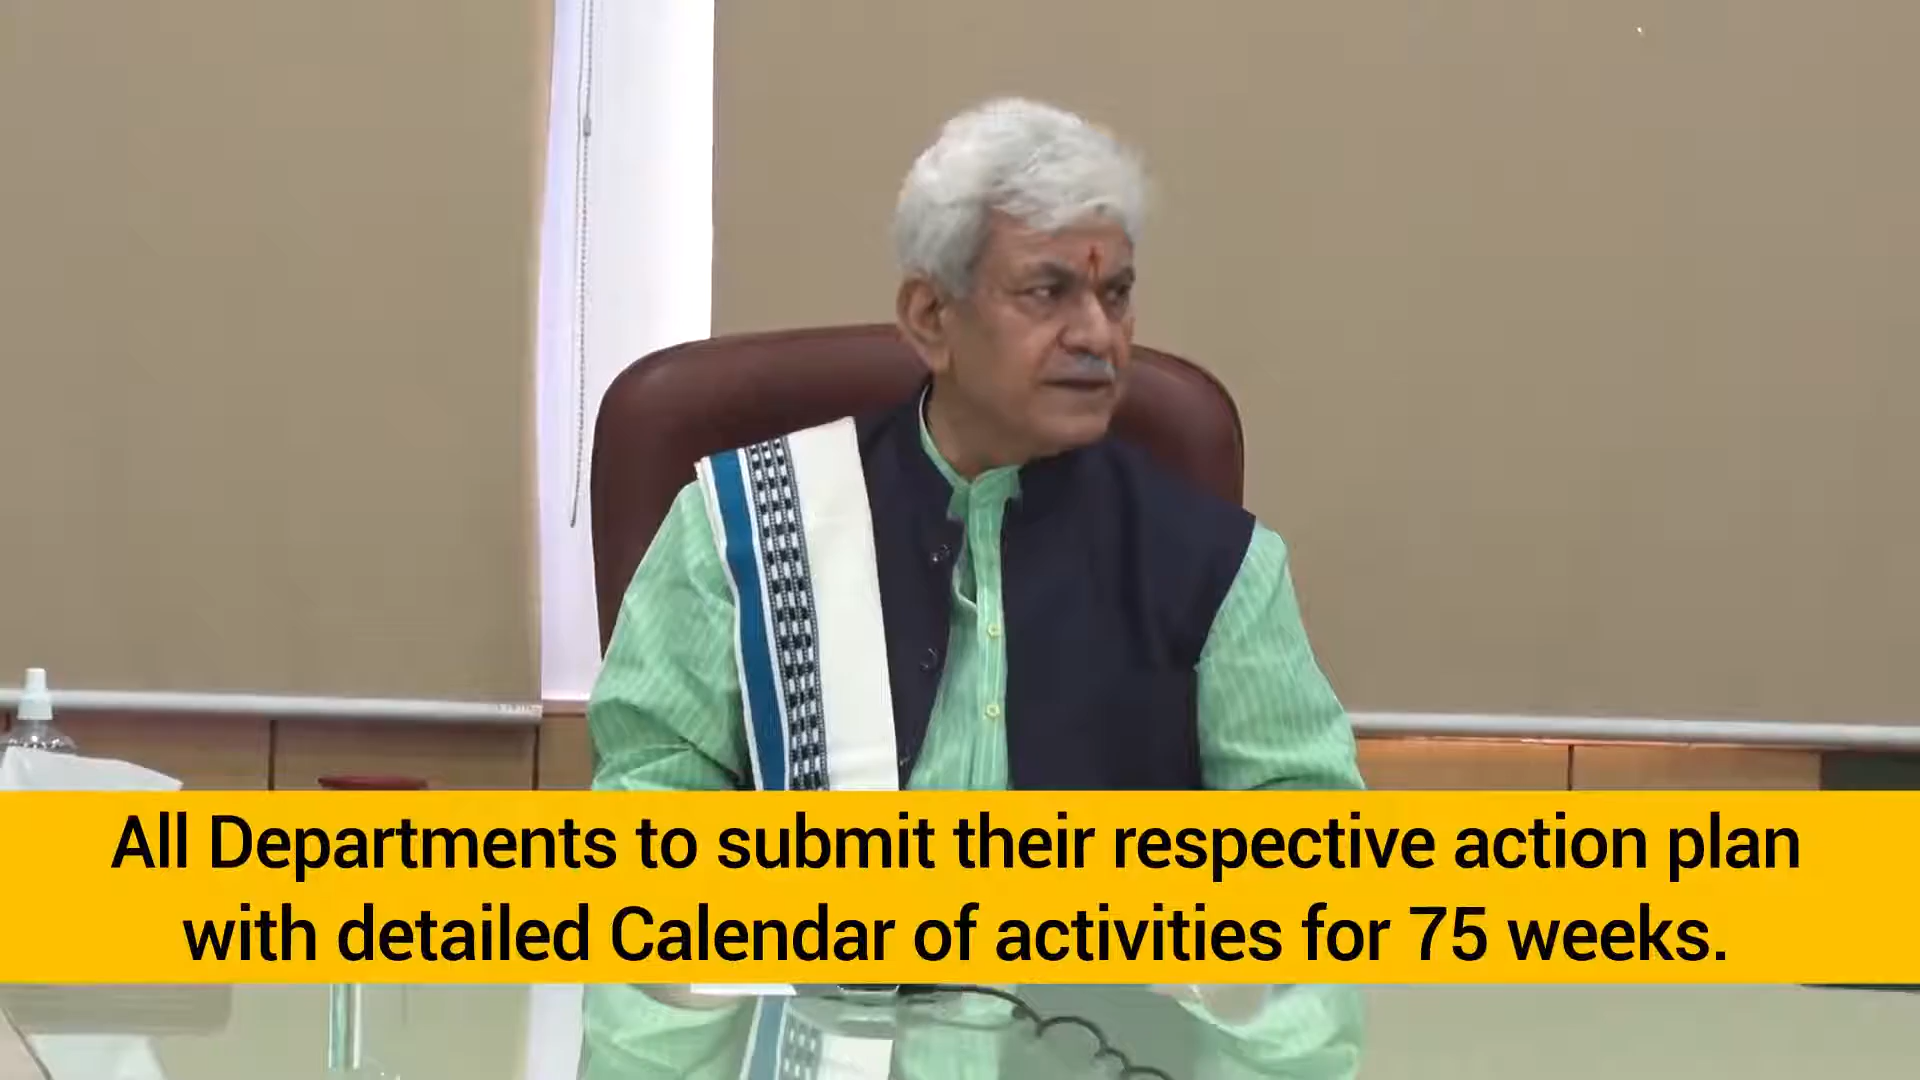 All Departments to submit their respective action plan
with detailed Calendar of activities for 75 weeks.